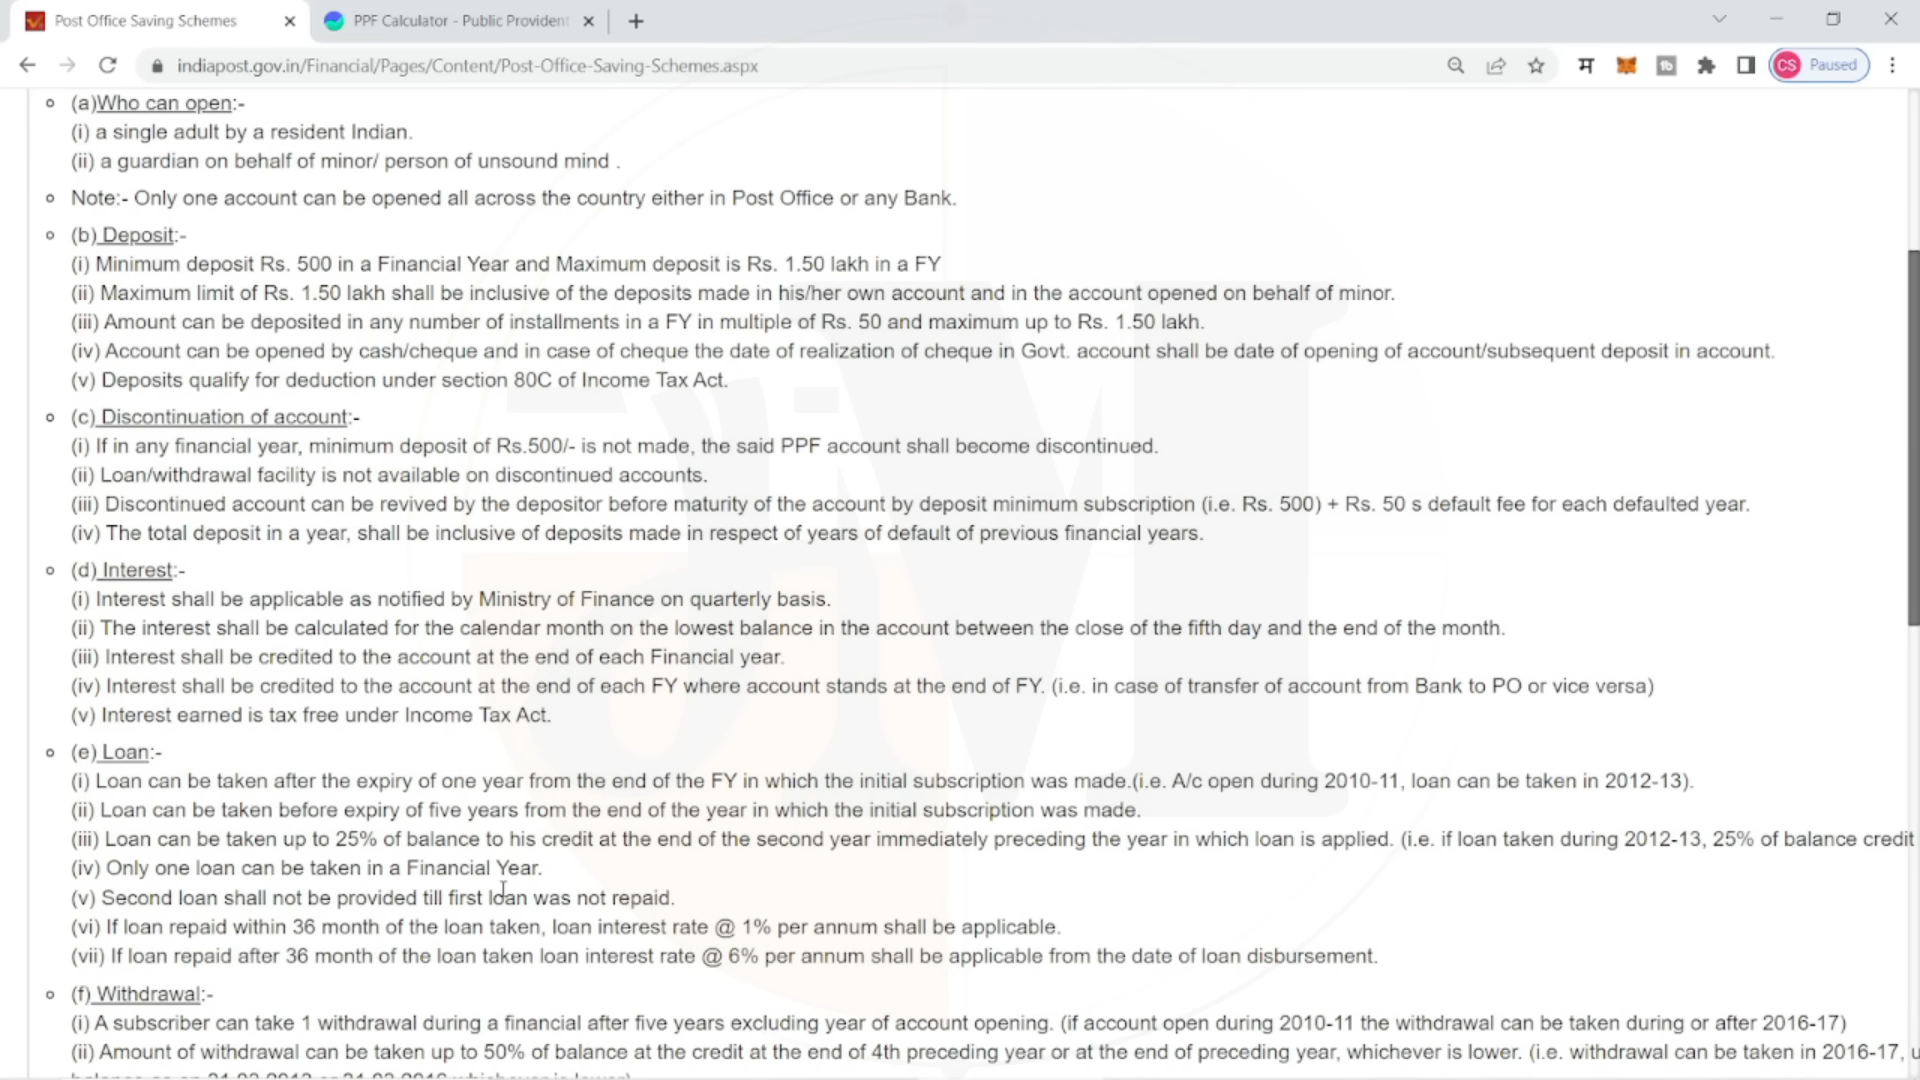 Post Office Saving Schemes
PPF Calculator - Public Provident
indiapost.gov.in/Financial/Pages/Content/Post-Office-Saving-Schemes.aspx
म
CS Paused
(a)Who can open:-
(i) a single adult by a resident Indian.
(ii) a guardian on behalf of minor/ person of unsound mind .
Note:- Only one account can be opened all across the country either in Post Office or any Bank.
(b) Deposit:-
(i) Minimum deposit Rs. 500 in a Financial Year and Maximum deposit is Rs. 1.50 lakh in a FY
(ii) Maximum limit of Rs. 1.50 lakh shall be inclusive of the deposits made in his/her own account and in the account opened on behalf of minor.
(iii) Amount can be deposited in any number of installments in a FY in multiple of Rs. 50 and maximum up to Rs. 1.50 lakh.
(iv) Account can be opened by cash/cheque and in case of cheque the date of realization of cheque in Govt. account shall be date of opening of account/subsequent deposit in account.
(v) Deposits qualify for deduction under section 80C of Income Tax Act.
(c) Discontinuation of account:-
(i) If in any financial year, minimum deposit of Rs.500/- is not made, the said PPF account shall become discontinued.
(ii) Loan/withdrawal facility is not available on discontinued accounts.
(iii) Discontinued account can be revived by the depositor before maturity of the account by deposit minimum subscription (i.e. Rs. 500) + Rs. 50 s default fee for each defaulted year.
(iv) The total deposit in a year, shall be inclusive of deposits made in respect of years of default of previous financial years.
(d) Interest:-
(i) Interest shall be applicable as notified by Ministry of Finance on quarterly basis.
(ii) The interest shall be calculated for the calendar month on the lowest balance in the account between the close of the fifth day and the end of the month.
(iii) Interest shall be credited to the account at the end of each Financial year.
(iv) Interest shall be credited to the account at the end of each FY where account stands at the end of FY. (i.e. in case of transfer of account from Bank to PO or vice versa)
(v) Interest earned is tax free under Income Tax Act.
(e) Loan:-
(i) Loan can be taken after the expiry of one year from the end of the FY in which the initial subscription was made.(i.e. A/c open during 2010-11, loan can be taken in 2012-13).
(ii) Loan can be taken before expiry of five years from the end of the year in which the initial subscription was made.
(iii) Loan can be taken up to 25% of balance to his credit at the end of the second year immediately preceding the year in which loan is applied. (i.e. if loan taken during 2012-13, 25% of balance credit
(iv) Only one loan can be taken in a Financial Year.
(v) Second loan shall not be provided till first loan was not repaid.
(vi) If loan repaid within 36 month of the loan taken, loan interest rate @ 1% per annum shall be applicable.
(vii) If loan repaid after 36 month of the loan taken loan interest rate @ 6% per annum shall be applicable from the date of loan disbursement.
(f) Withdrawal:-
(i) A subscriber can take 1 withdrawal during a financial after five years excluding year of account opening. (if account open during 2010-11 the withdrawal can be taken during or after 2016-17)
(ii) Amount of withdrawal can be taken up to 50% of balance at the credit at the end of 4th preceding year or at the end of preceding year, whichever is lower. (i.e. withdrawal can be taken in 2016-17,